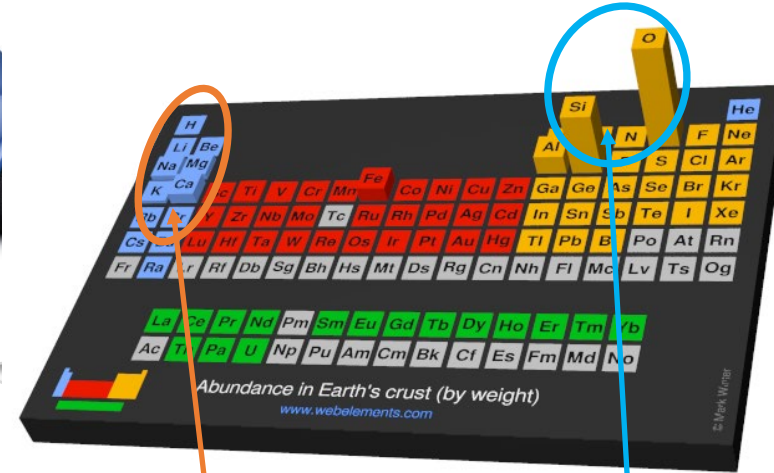 O
Si
H He
Li Be N F Ne
Na Mg Al S Cl Ar
K Ca Ti V Cr Mn Fe Co Ni Cu Zn Ga Ge As Se Br Kr
Rb Sr Y Zr Nb Mo Tc Ru Rh Pd Ag Cd In Sn Sb Te I Xe
Cs Lu Hf Ta W Re Os Ir Pt Au Hg Tl Pb Bi Po At Rn
Fr Ra Lr Rf Db Sg Bh Hs Mt Ds Rg Cn Nh Fl Mc Lv Ts Og
La Ce Pr Nd Pm Sm Eu Gd Tb Dy Ho Er Tm Yb
Ac Th Pa U Np Pu Am Cm Bk Cf Es Fm Md No
Abundance in Earth's crust (by weight)
www.webelements.com
© Mark Winter